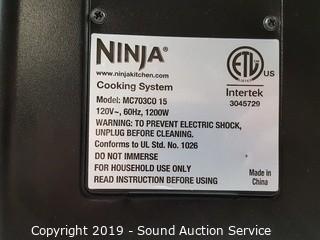 NINJA®
www.ninjakitchen.com
Cooking System
Model: MC703CO 15
120V~, 60Hz, 1200W
WARNING: TO PREVENT ELECTRIC SHOCK,
UNPLUG BEFORE CLEANING.
Conforms to UL Std. No. 1026
DO NOT IMMERSE
FOR HOUSEHOLD USE ONLY
READ INSTRUCTION BEFORE USING
ETL
US
Intertek
3045729
Made in
China
Copyright 2019 - Sound Auction Service